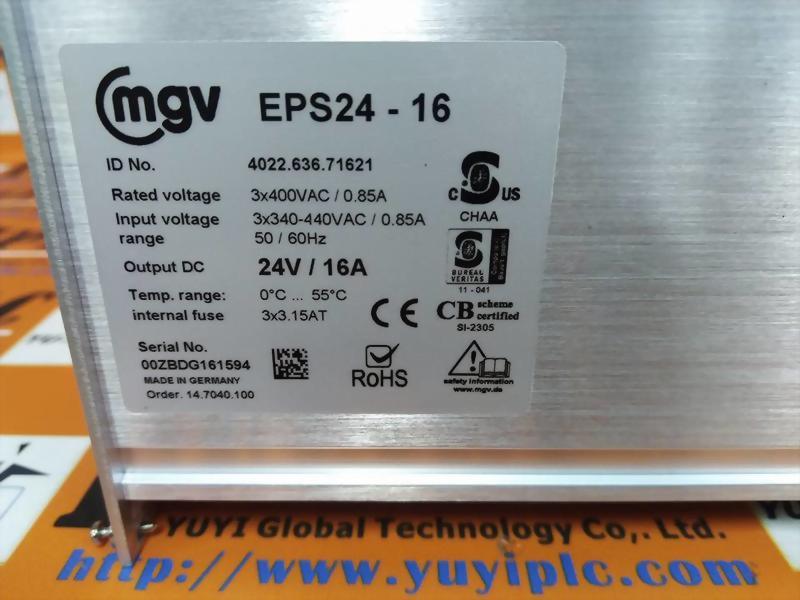 mgv EPS24 - 16
ID No. 4022.636.71621
Rated voltage 3x400VAC / 0.85A
Input voltage range 3x340-440VAC / 0.85A
50 / 60Hz
Output DC 24V / 16A
Temp. range: 0°C ... 55°C
internal fuse 3x3.15AT
Serial No.
00ZBDG161594
MADE IN GERMANY
Order. 14.7040.100
C S US
CHAA
S
BUREAU
VERITAS
11 - 041
CE
CB scheme
certified
SI-2305
RoHS
safety information
www.mgv.de
YUYI Global Technology Co,. Ltd.
http://www.yuyiplc.com/